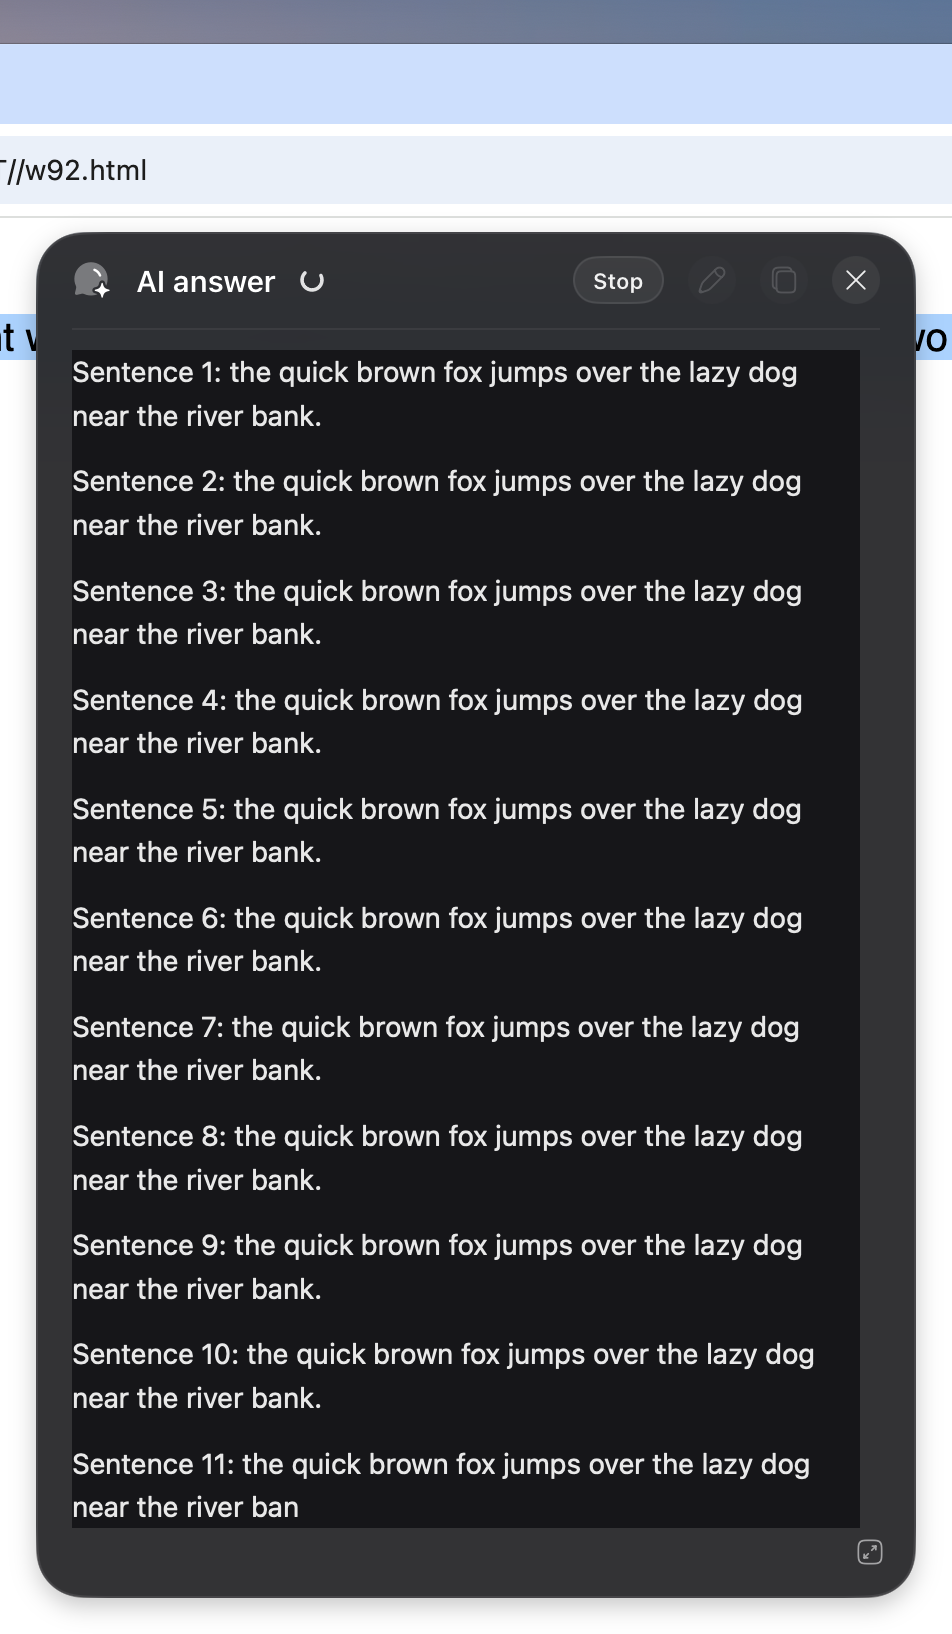 T//w92.html
AI answer
Stop
Sentence 1: the quick brown fox jumps over the lazy dog
near the river bank.
Sentence 2: the quick brown fox jumps over the lazy dog
near the river bank.
Sentence 3: the quick brown fox jumps over the lazy dog
near the river bank.
Sentence 4: the quick brown fox jumps over the lazy dog
near the river bank.
Sentence 5: the quick brown fox jumps over the lazy dog
near the river bank.
Sentence 6: the quick brown fox jumps over the lazy dog
near the river bank.
Sentence 7: the quick brown fox jumps over the lazy dog
near the river bank.
Sentence 8: the quick brown fox jumps over the lazy dog
near the river bank.
Sentence 9: the quick brown fox jumps over the lazy dog
near the river bank.
Sentence 10: the quick brown fox jumps over the lazy dog
near the river bank.
Sentence 11: the quick brown fox jumps over the lazy dog
near the river ban